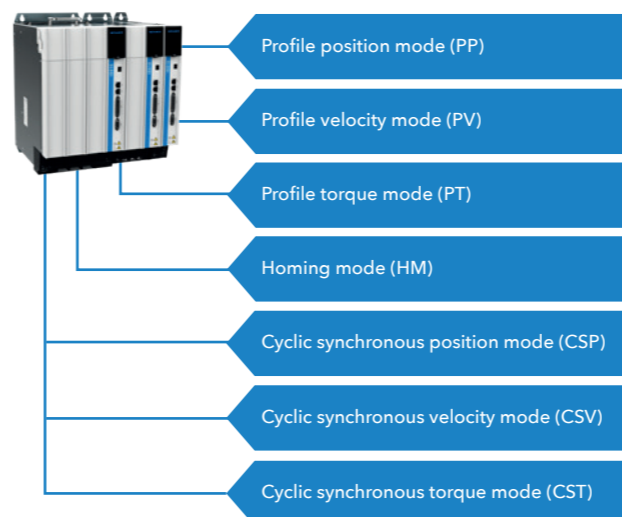 Profile position mode (PP)
Profile velocity mode (PV)
Profile torque mode (PT)
Homing mode (HM)
Cyclic synchronous position mode (CSP)
Cyclic synchronous velocity mode (CSV)
Cyclic synchronous torque mode (CST)